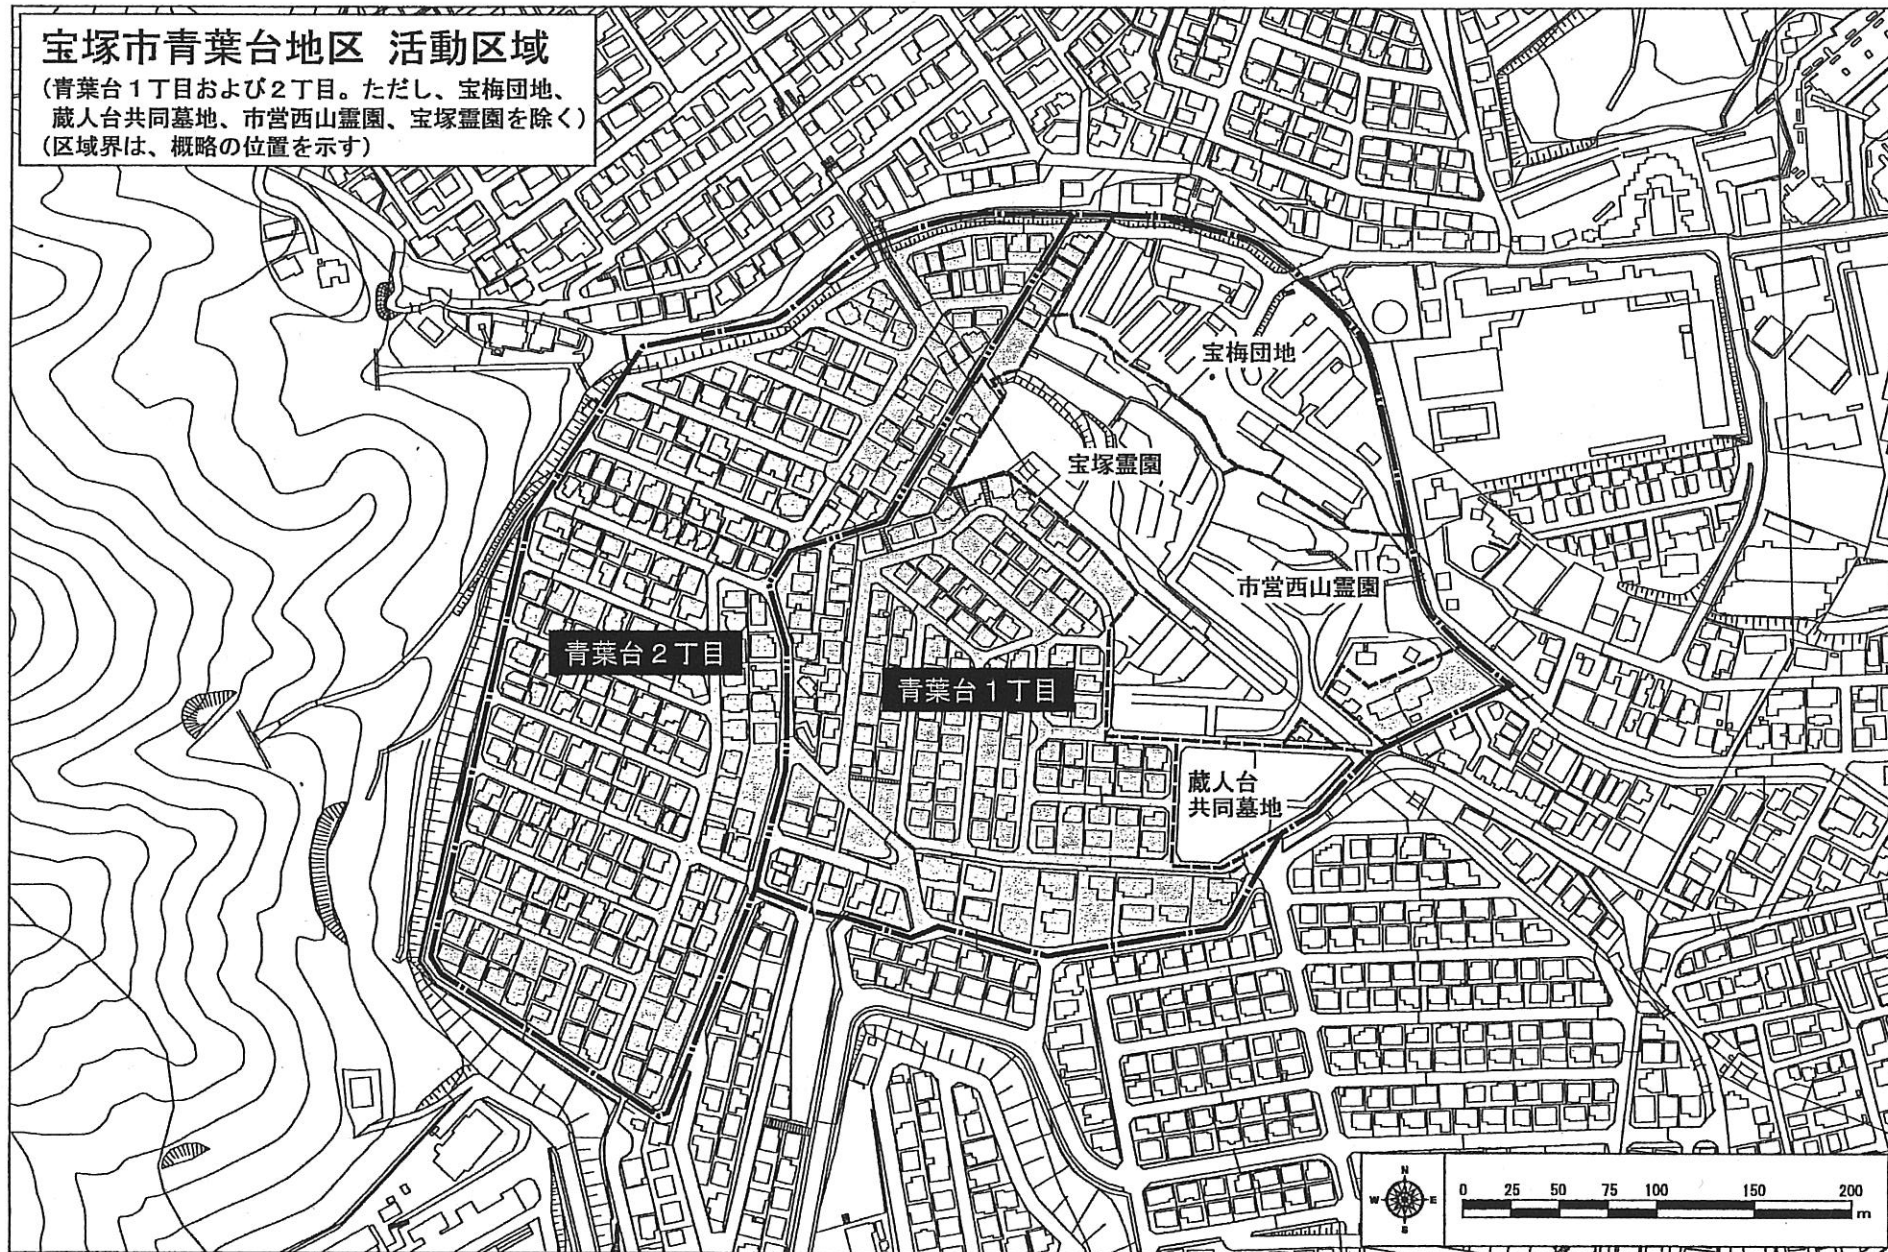 宝塚市青葉台地区 活動区域
(青葉台1丁目および2丁目。ただし、宝梅団地、
蔵人台共同墓地、市営西山霊園、宝塚霊園を除く)
(区域界は、概略の位置を示す)
宝梅団地
宝塚霊園
市営西山霊園
青葉台2丁目
青葉台1丁目
蔵人台
共同墓地
N
W E
S
0 25 50 75 100 150 200
m